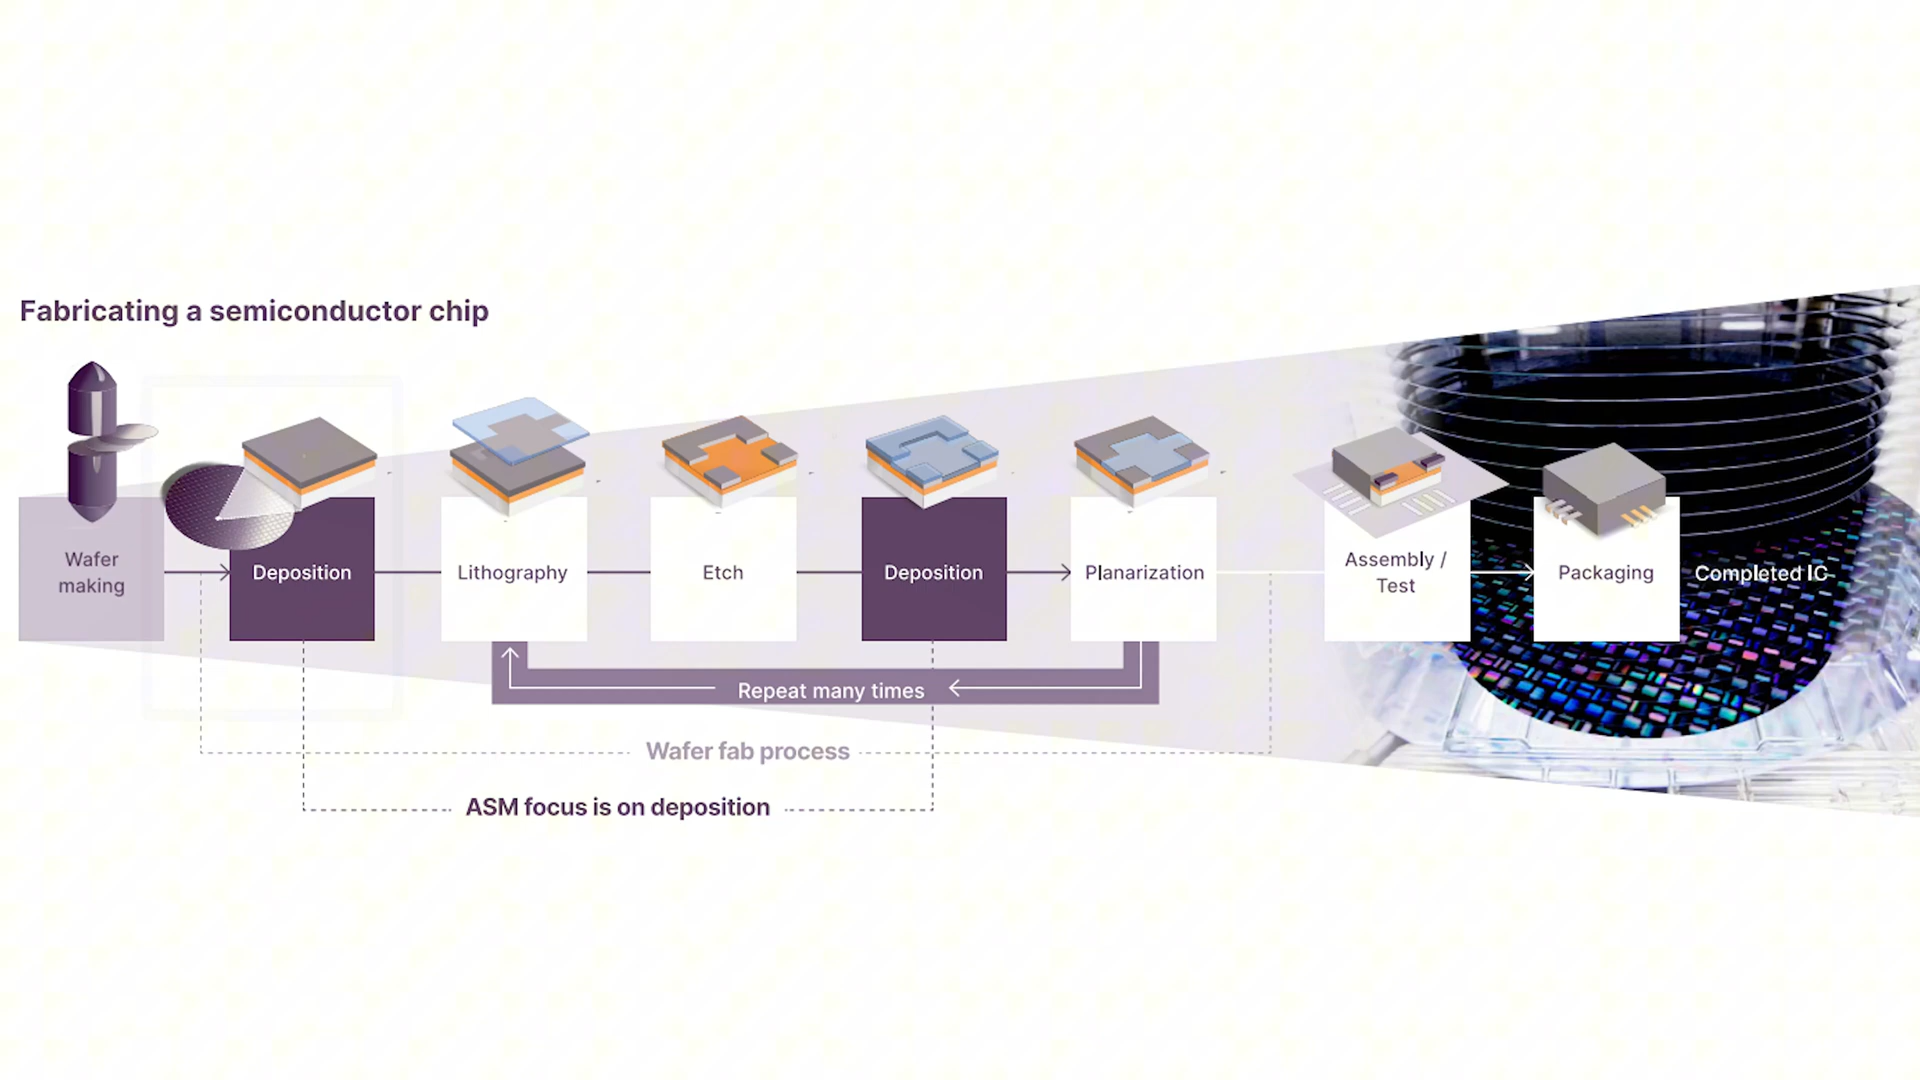 Fabricating a semiconductor chip
Wafer
making
Deposition
Lithography
Etch
Deposition
Planarization
Assembly /
Test
Packaging
Completed IC
Repeat many times
Wafer fab process
ASM focus is on deposition